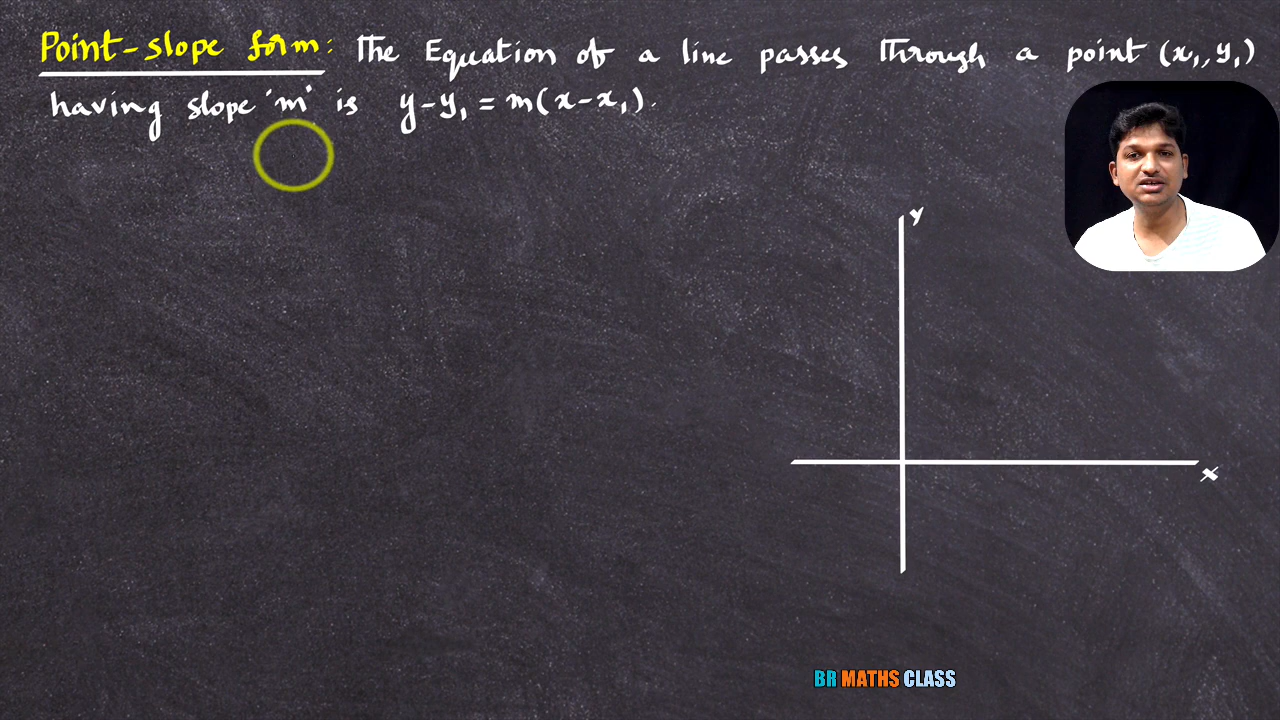 Point-slope form: The Equation of a line passes through a point (x₁, y₁)
having slope 'm' is y-y₁ = m(x-x₁).
y
x
BR MATHS CLASS